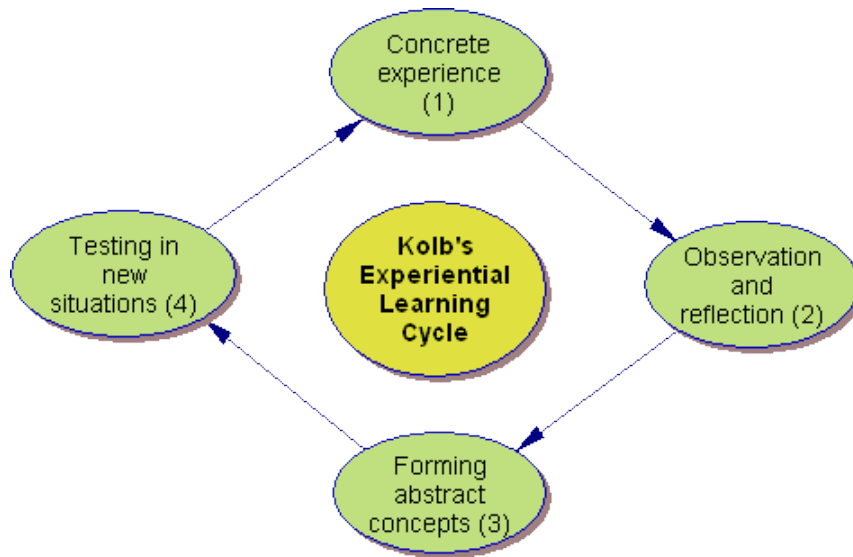 Concrete
experience
(1)
Testing in
new
situations (4)
Kolb's
Experiential
Learning
Cycle
Observation
and
reflection (2)
Forming
abstract
concepts (3)